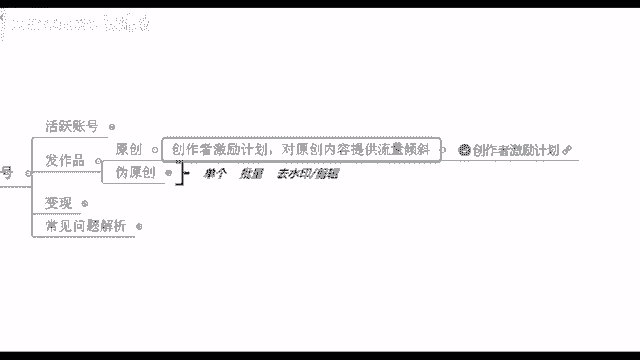 活跃账号
原创 创作者激励计划，对原创内容提供流量倾斜 创作者激励计划
发作品
号
伪原创 单个 批量 去水印/剪辑
变现
常见问题解析